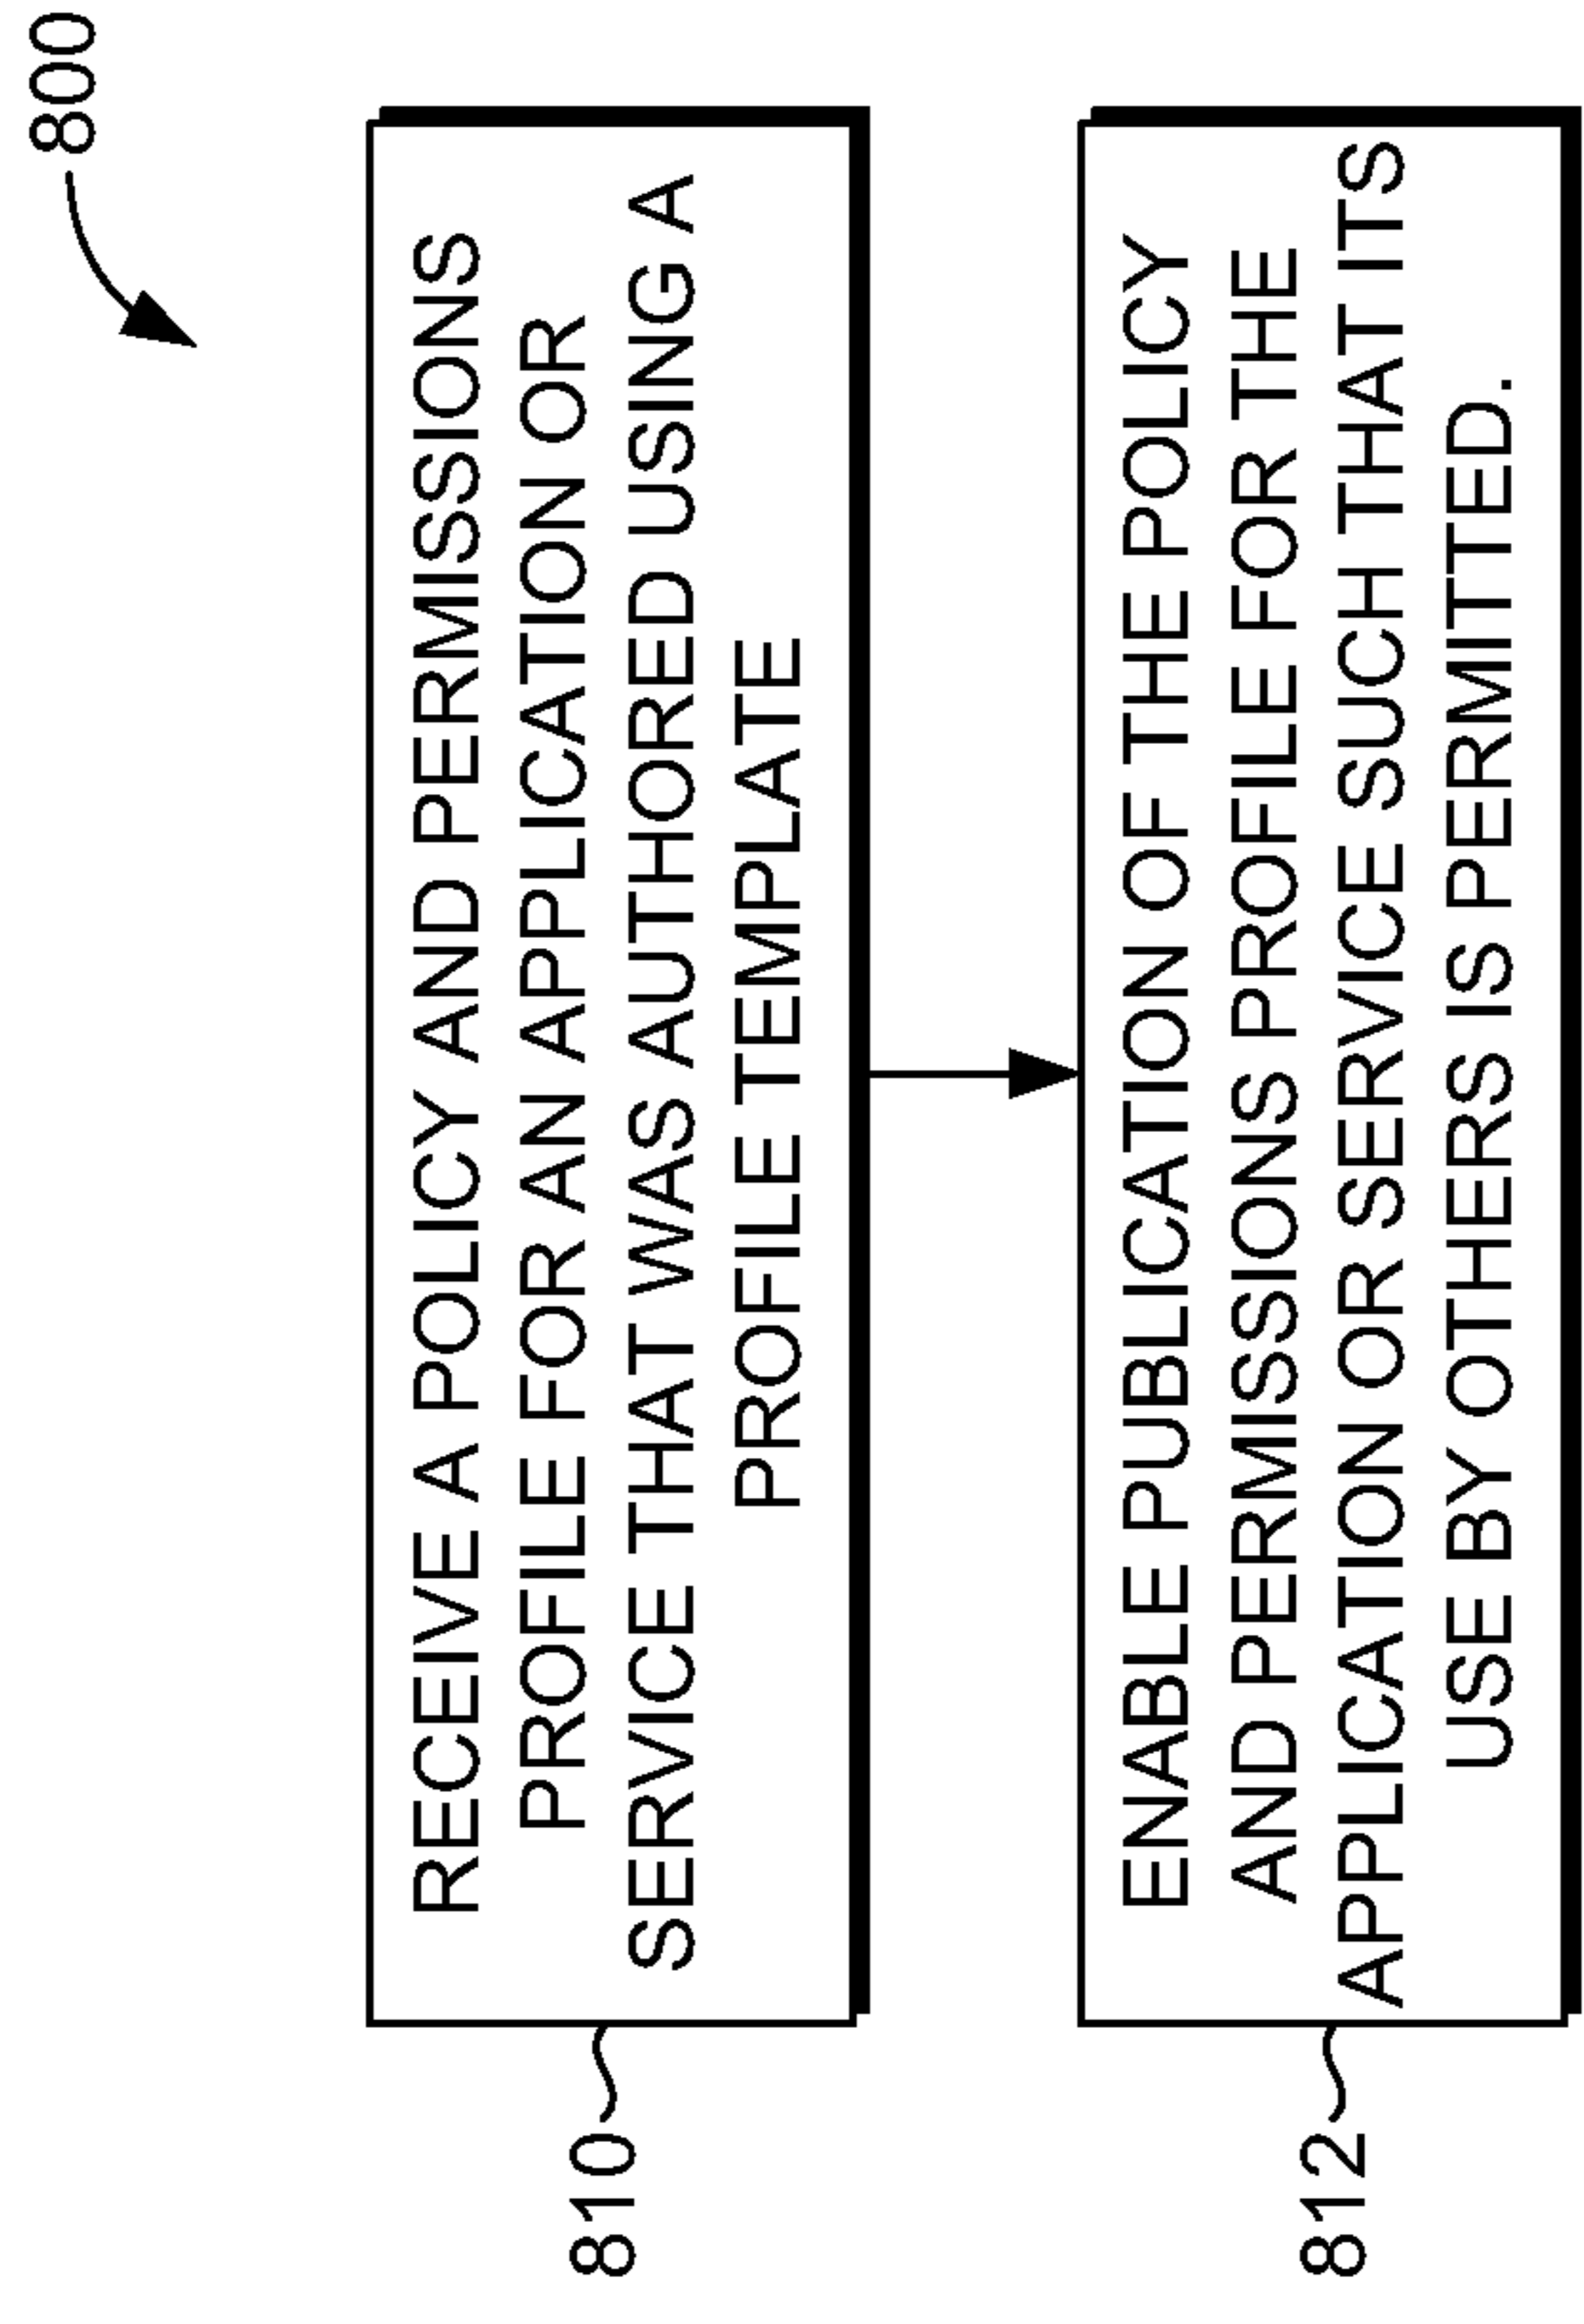 800
810
RECEIVE A POLICY AND PERMISSIONS
PROFILE FOR AN APPLICATION OR
SERVICE THAT WAS AUTHORED USING A
PROFILE TEMPLATE
812
ENABLE PUBLICATION OF THE POLICY
AND PERMISSIONS PROFILE FOR THE
APPLICATION OR SERVICE SUCH THAT ITS
USE BY OTHERS IS PERMITTED.